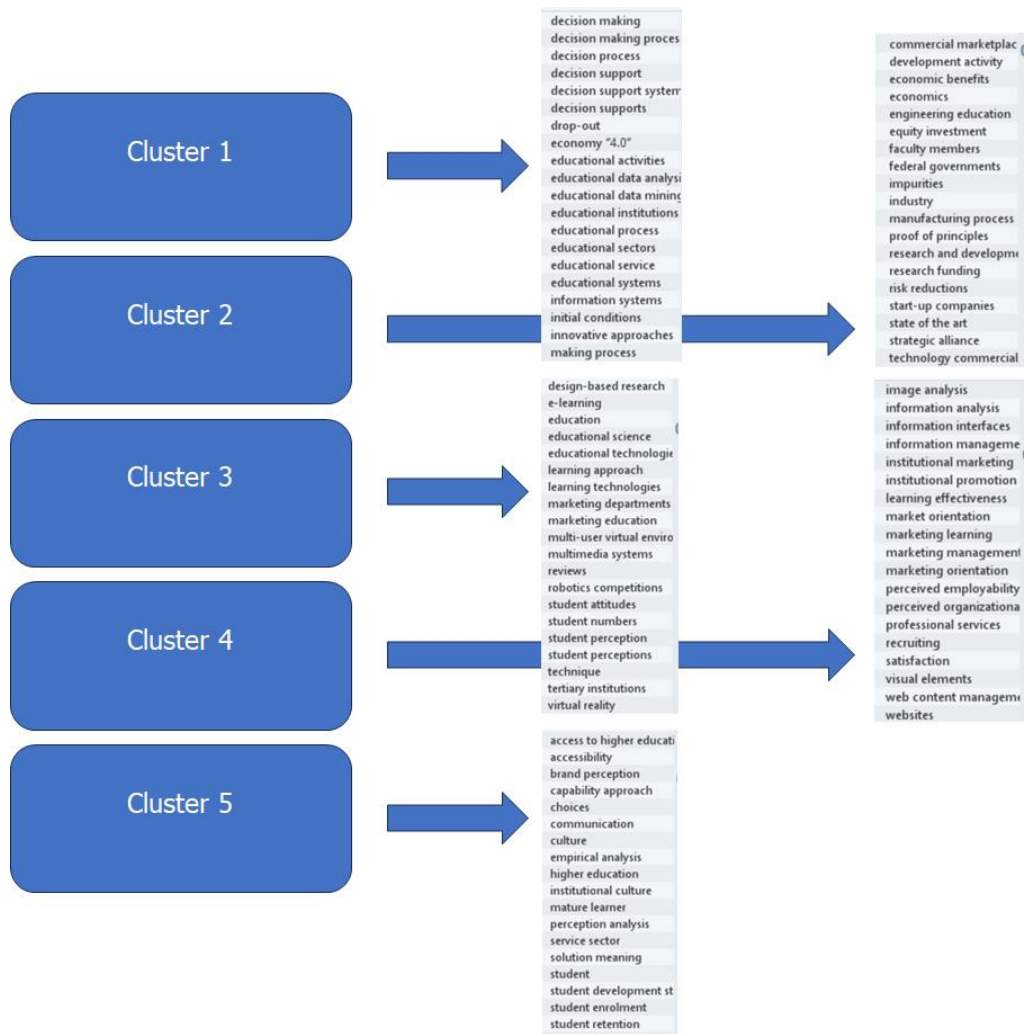 Cluster 1
decision making
decision making proces
decision process
decision support
decision support system
decision supports
drop-out
economy "4.0"
educational activities
educational data analysi
educational data mining
educational institutions
educational process
educational sectors
educational service
educational systems
information systems
initial conditions
innovative approaches
making process
Cluster 2
commercial marketplac
development activity
economic benefits
economics
engineering education
equity investment
faculty members
federal governments
impurities
industry
manufacturing process
proof of principles
research and developme
research funding
risk reductions
start-up companies
state of the art
strategic alliance
technology commercial
Cluster 3
design-based research
e-learning
education
educational science
educational technologie
learning approach
learning technologies
marketing departments
marketing education
multi-user virtual enviro
multimedia systems
reviews
robotics competitions
student attitudes
student numbers
student perception
student perceptions
technique
tertiary institutions
virtual reality
Cluster 4
image analysis
information analysis
information interfaces
information manageme
institutional marketing
institutional promotion
learning effectiveness
market orientation
marketing learning
marketing management
marketing orientation
perceived employability
perceived organizationa
professional services
recruiting
satisfaction
visual elements
web content manageme
websites
Cluster 5
access to higher educati
accessibility
brand perception
capability approach
choices
communication
culture
empirical analysis
higher education
institutional culture
mature learner
perception analysis
service sector
solution meaning
student
student development st
student enrolment
student retention